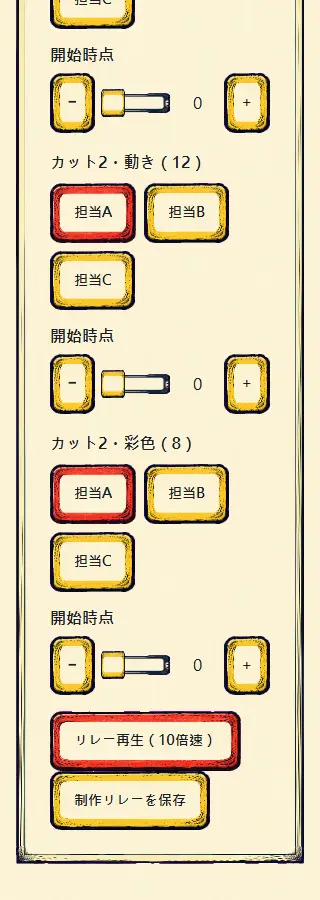 担当C
開始時点
− 0 +
カット2・動き ( 12 )
担当A 担当B
担当C
開始時点
− 0 +
カット2・彩色 ( 8 )
担当A 担当B
担当C
開始時点
− 0 +
リレー再生 ( 10倍速 )
制作リレーを保存